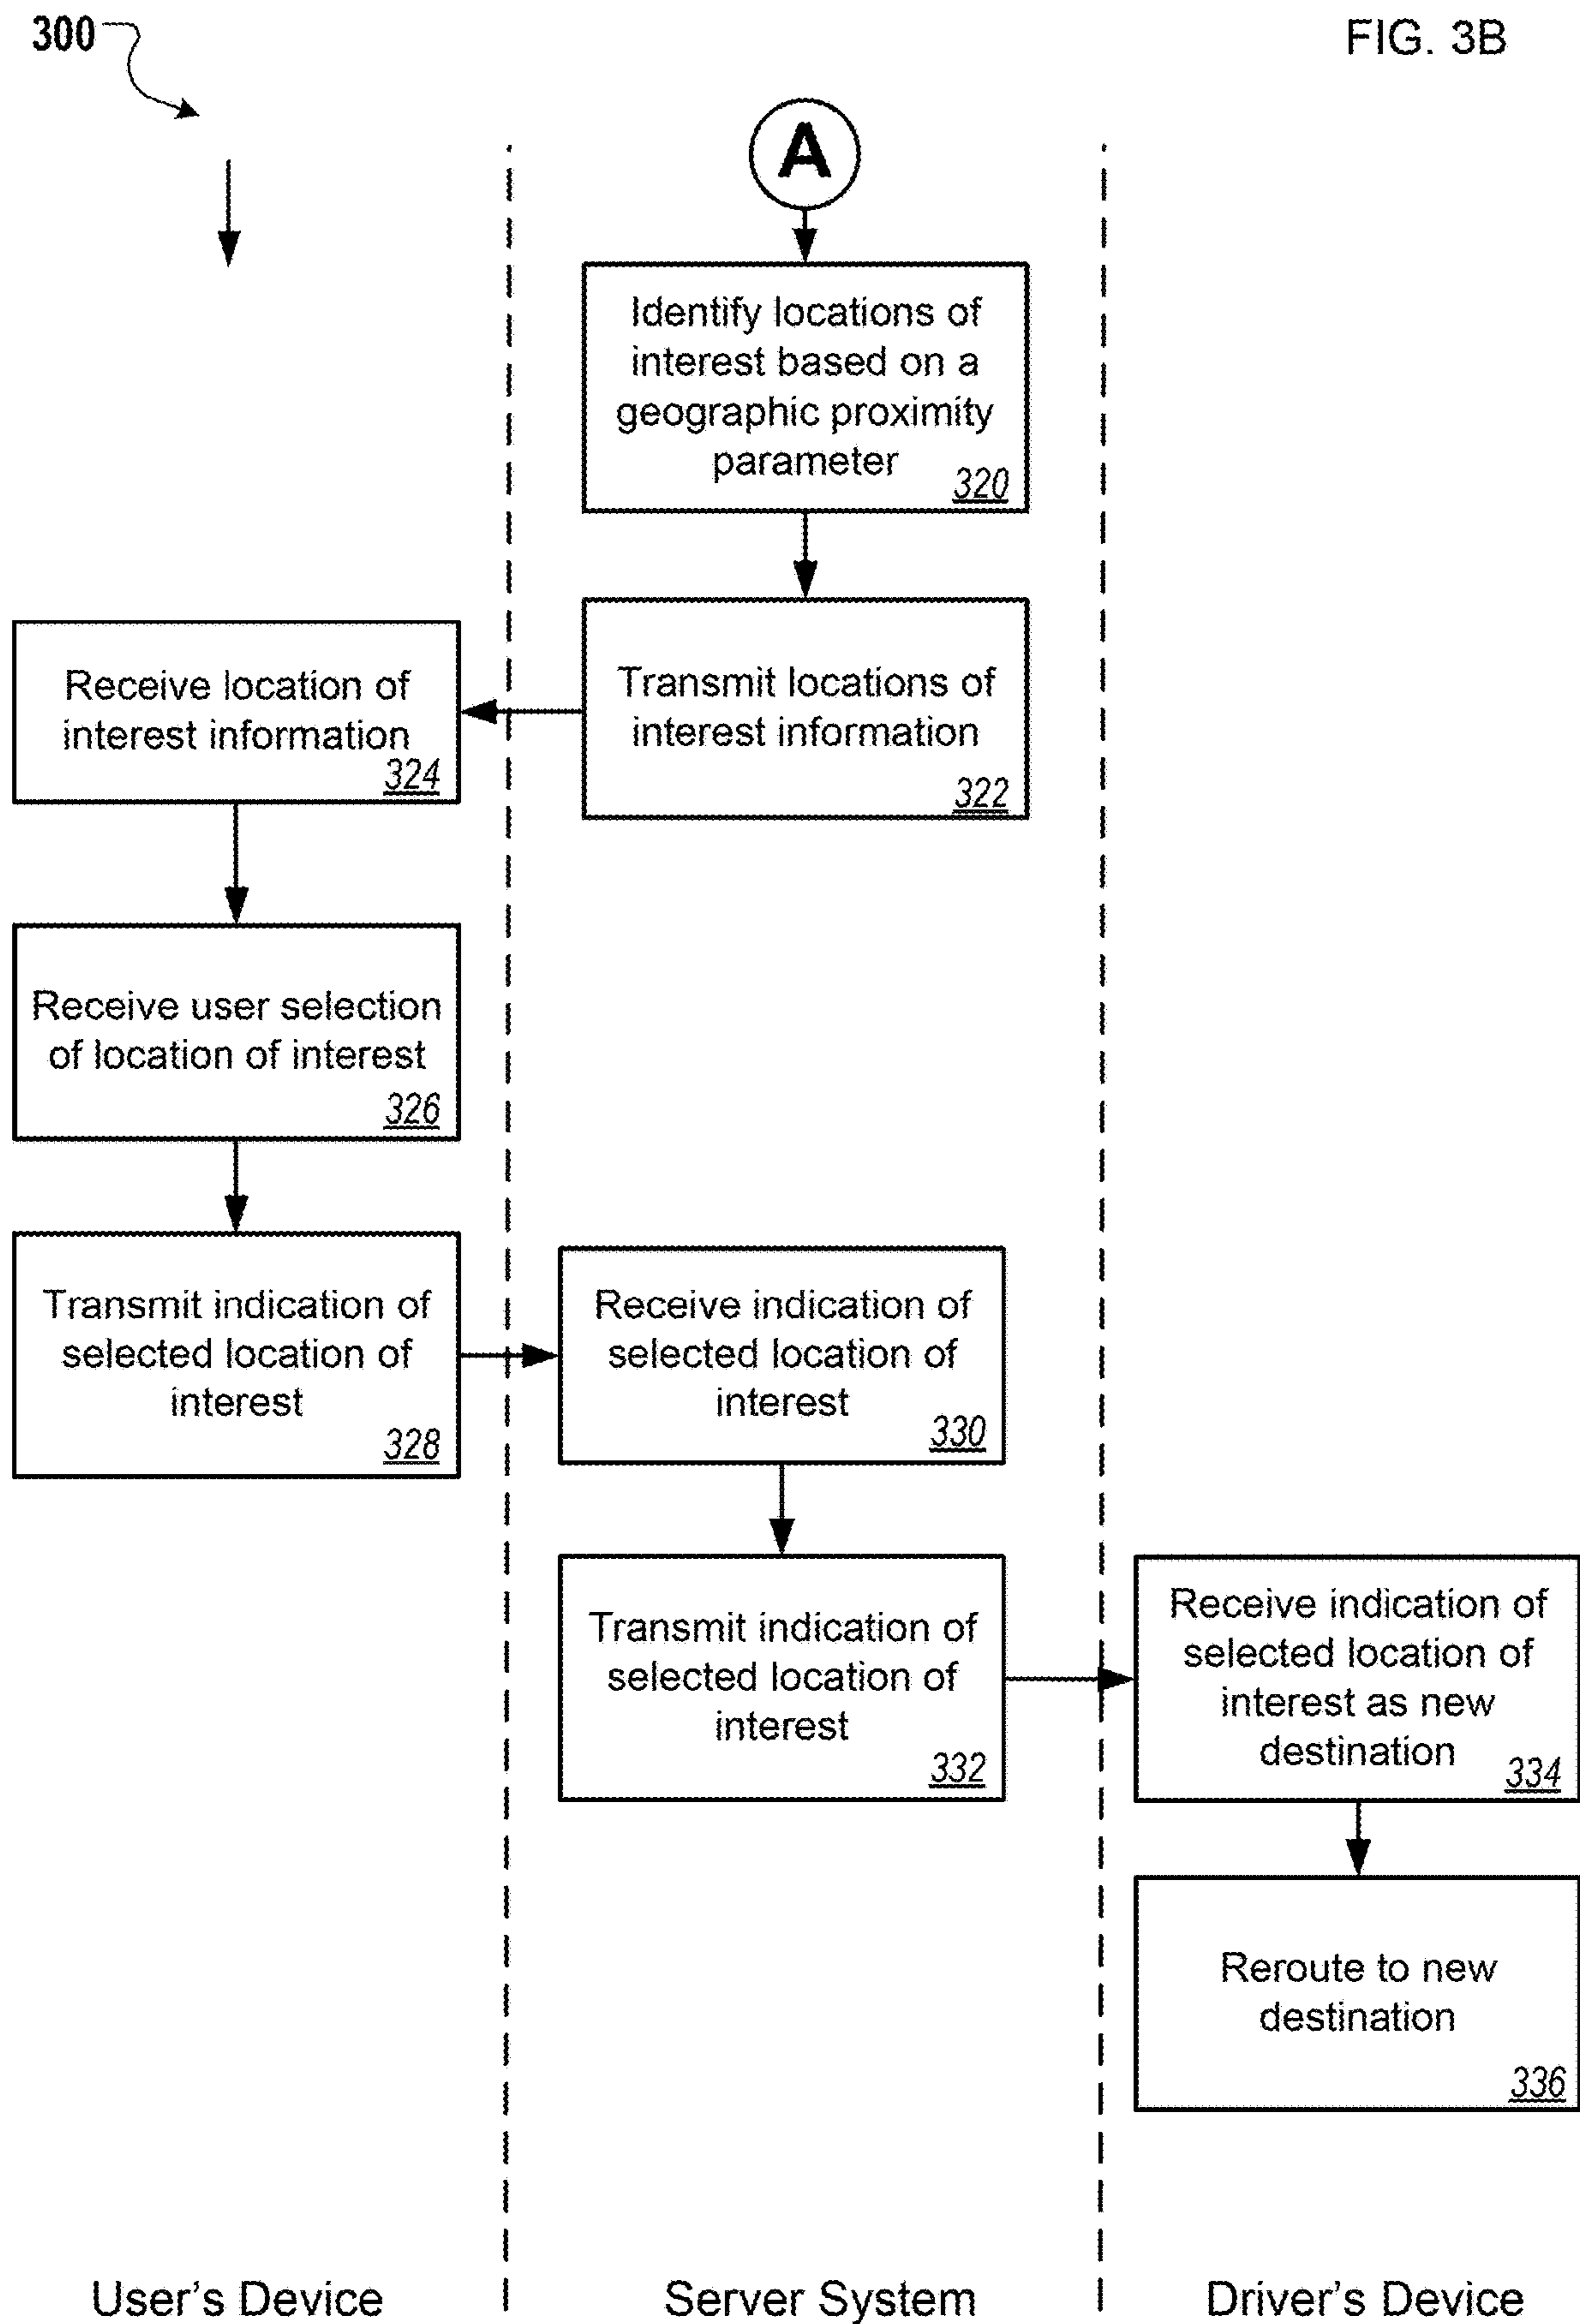 300
FIG. 3B
A
Identify locations of
interest based on a
geographic proximity
parameter
320
Transmit locations of
interest information
322
Receive location of
interest information
324
Receive user selection
of location of interest
326
Transmit indication of
selected location of
interest
328
Receive indication of
selected location of
interest
330
Transmit indication of
selected location of
interest
332
Receive indication of
selected location of
interest as new
destination
334
Reroute to new
destination
336
User's Device
Server System
Driver's Device